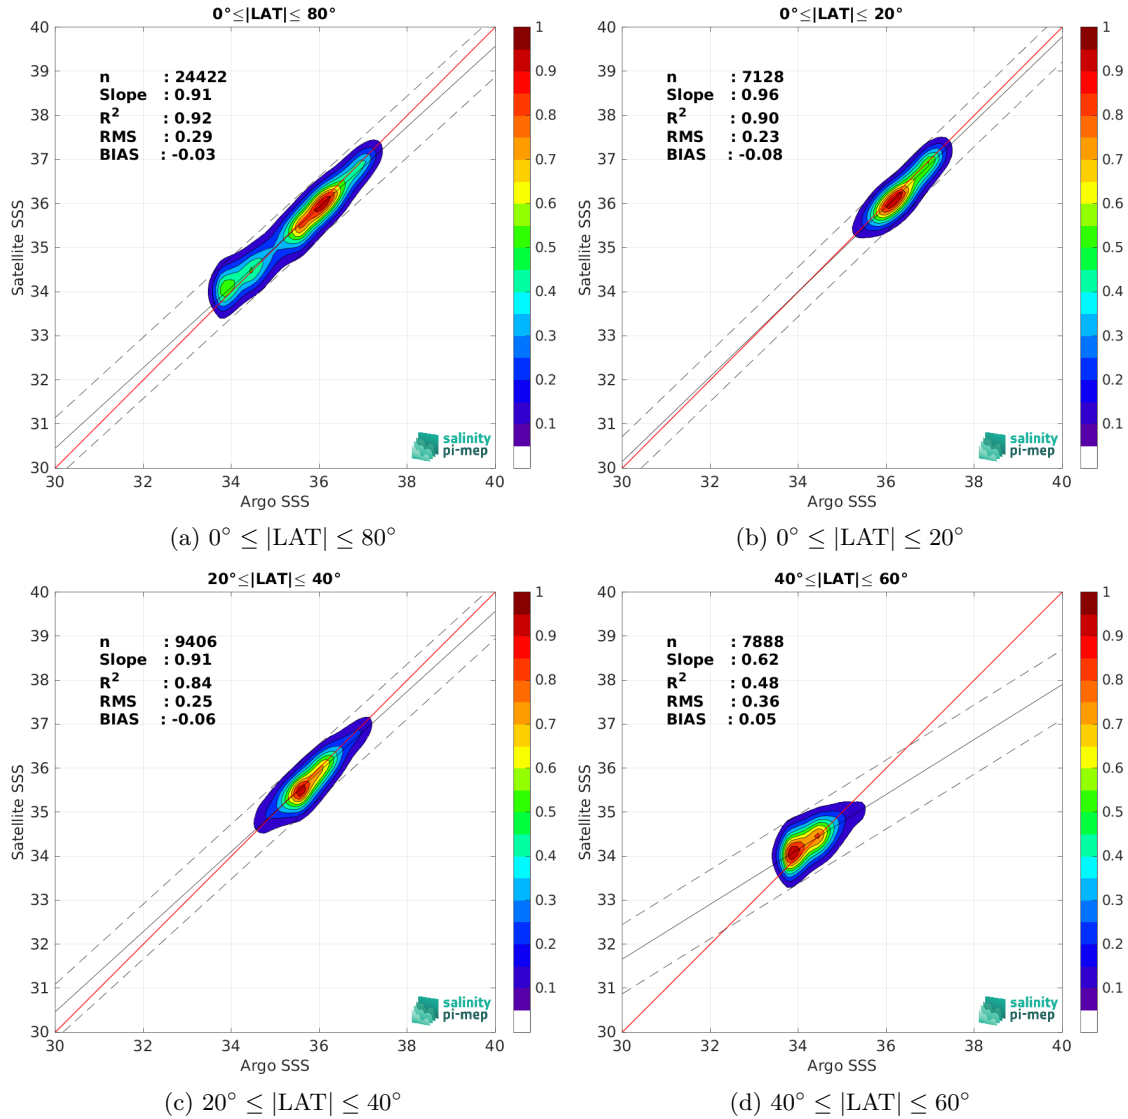 0°≤|LAT|≤ 80°
40
39
38
37
36
35
34
33
32
31
30
Satellite SSS
n : 24422
Slope : 0.91
R² : 0.92
RMS : 0.29
BIAS : -0.03
salinity
pi-mep
30 32 34 36 38 40
Argo SSS
1
0.9
0.8
0.7
0.6
0.5
0.4
0.3
0.2
0.1
(a) 0° ≤ |LAT| ≤ 80°
0°≤|LAT|≤ 20°
40
39
38
37
36
35
34
33
32
31
30
Satellite SSS
n : 7128
Slope : 0.96
R² : 0.90
RMS : 0.23
BIAS : -0.08
salinity
pi-mep
30 32 34 36 38 40
Argo SSS
1
0.9
0.8
0.7
0.6
0.5
0.4
0.3
0.2
0.1
(b) 0° ≤ |LAT| ≤ 20°
20°≤|LAT|≤ 40°
40
39
38
37
36
35
34
33
32
31
30
Satellite SSS
n : 9406
Slope : 0.91
R² : 0.84
RMS : 0.25
BIAS : -0.06
salinity
pi-mep
30 32 34 36 38 40
Argo SSS
1
0.9
0.8
0.7
0.6
0.5
0.4
0.3
0.2
0.1
(c) 20° ≤ |LAT| ≤ 40°
40°≤|LAT|≤ 60°
40
39
38
37
36
35
34
33
32
31
30
Satellite SSS
n : 7888
Slope : 0.62
R² : 0.48
RMS : 0.36
BIAS : 0.05
salinity
pi-mep
30 32 34 36 38 40
Argo SSS
1
0.9
0.8
0.7
0.6
0.5
0.4
0.3
0.2
0.1
(d) 40° ≤ |LAT| ≤ 60°